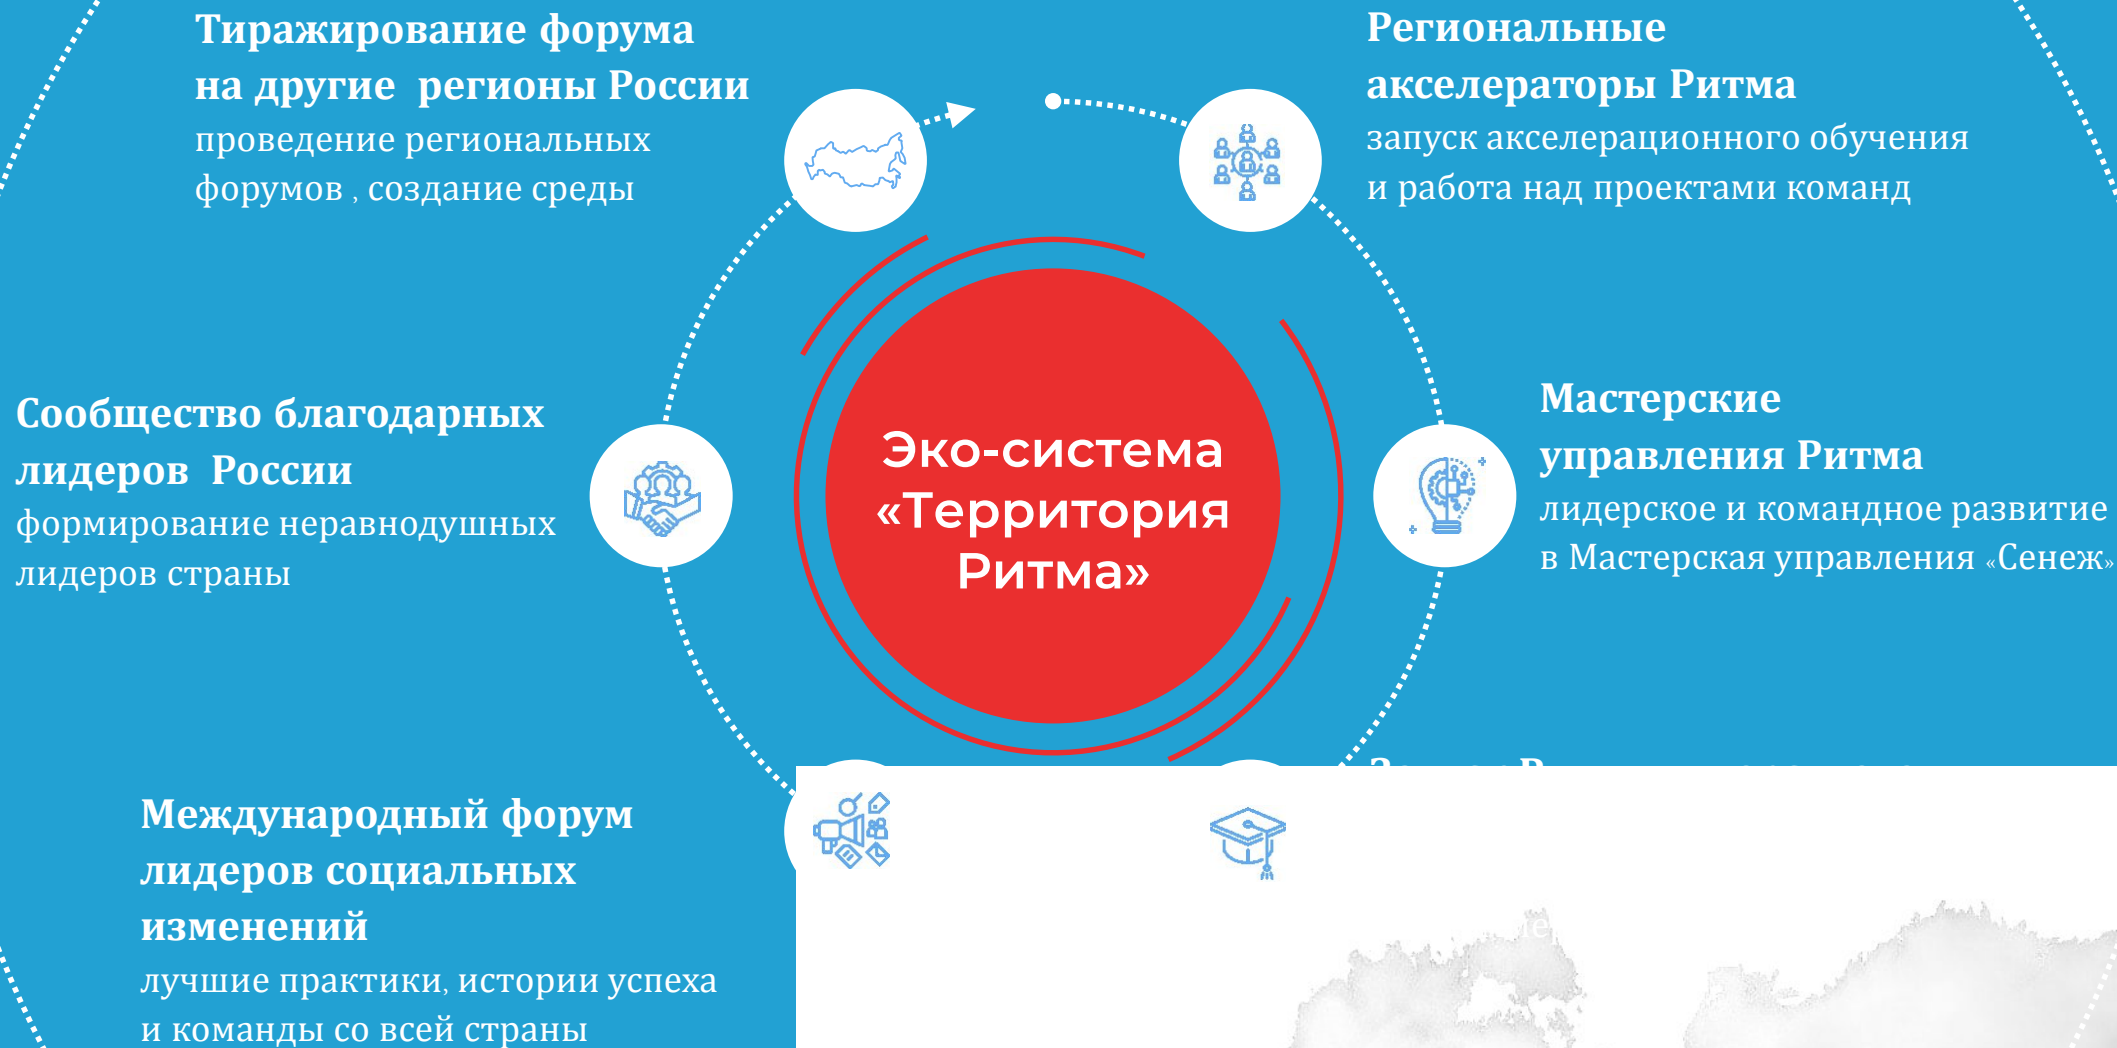 Тиражирование форума
на другие регионы России
проведение региональных
форумов , создание среды
Региональные
акселераторы Ритма
запуск акселерационного обучения
и работа над проектами команд
Сообщество благодарных
лидеров России
формирование неравнодушных
лидеров страны
Эко-система
«Территория
Ритма»
Мастерские
управления Ритма
лидерское и командное развитие
в Мастерская управления «Сенеж»
Международный форум
лидеров социальных
изменений
лучшие практики, истории успеха
и команды со всей страны